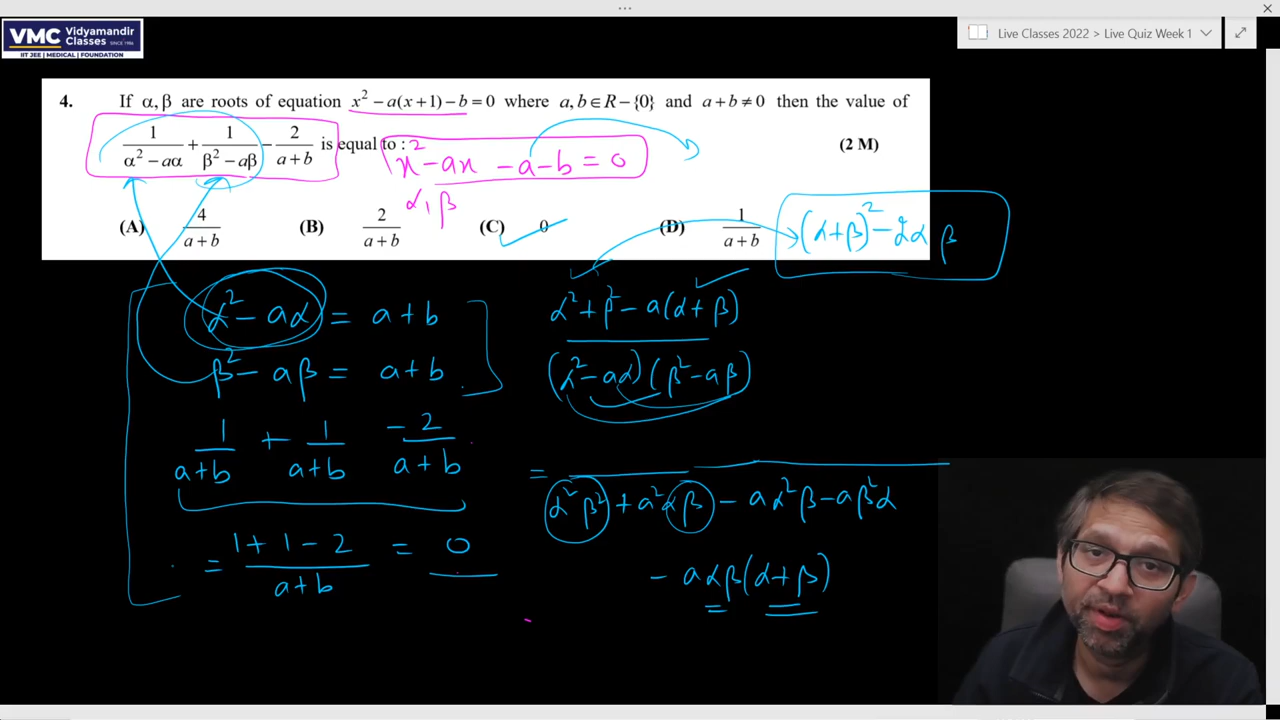 VMC Vidyamandir Classes SINCE 1986
IIT JEE | MEDICAL | FOUNDATION
Live Classes 2022 > Live Quiz Week 1
4. If α, β are roots of equation x² − a(x+1) − b = 0 where a, b ∈ R − {0} and a + b ≠ 0 then the value of
1/(α² − aα) + 1/(β² − aβ) − 2/(a+b) is equal to : (2 M)
x² − ax − a − b = 0
α, β
(A) 4/(a+b) (B) 2/(a+b) (C) 0 (D) 1/(a+b)
(α+β)² − 2αβ
α² − aα = a+b
β² − aβ = a+b
1/(a+b) + 1/(a+b) − 2/(a+b)
= (1+1−2)/(a+b) = 0
α² + β² − a(α+β)
(α² − aα)(β² − aβ)
=
α²β² + a²αβ − aα²β − aβ²α
− aαβ(α+β)